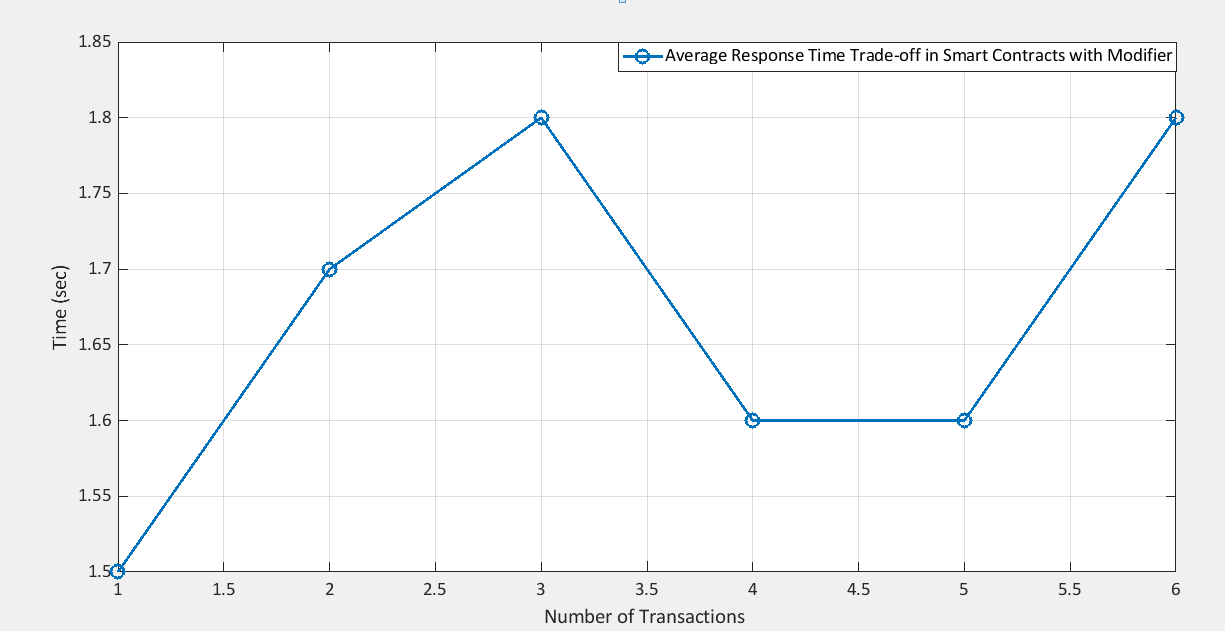 Average Response Time Trade-off in Smart Contracts with Modifier
1.85
1.8
1.75
1.7
1.65
1.6
1.55
1.5
Time (sec)
1 1.5 2 2.5 3 3.5 4 4.5 5 5.5 6
Number of Transactions